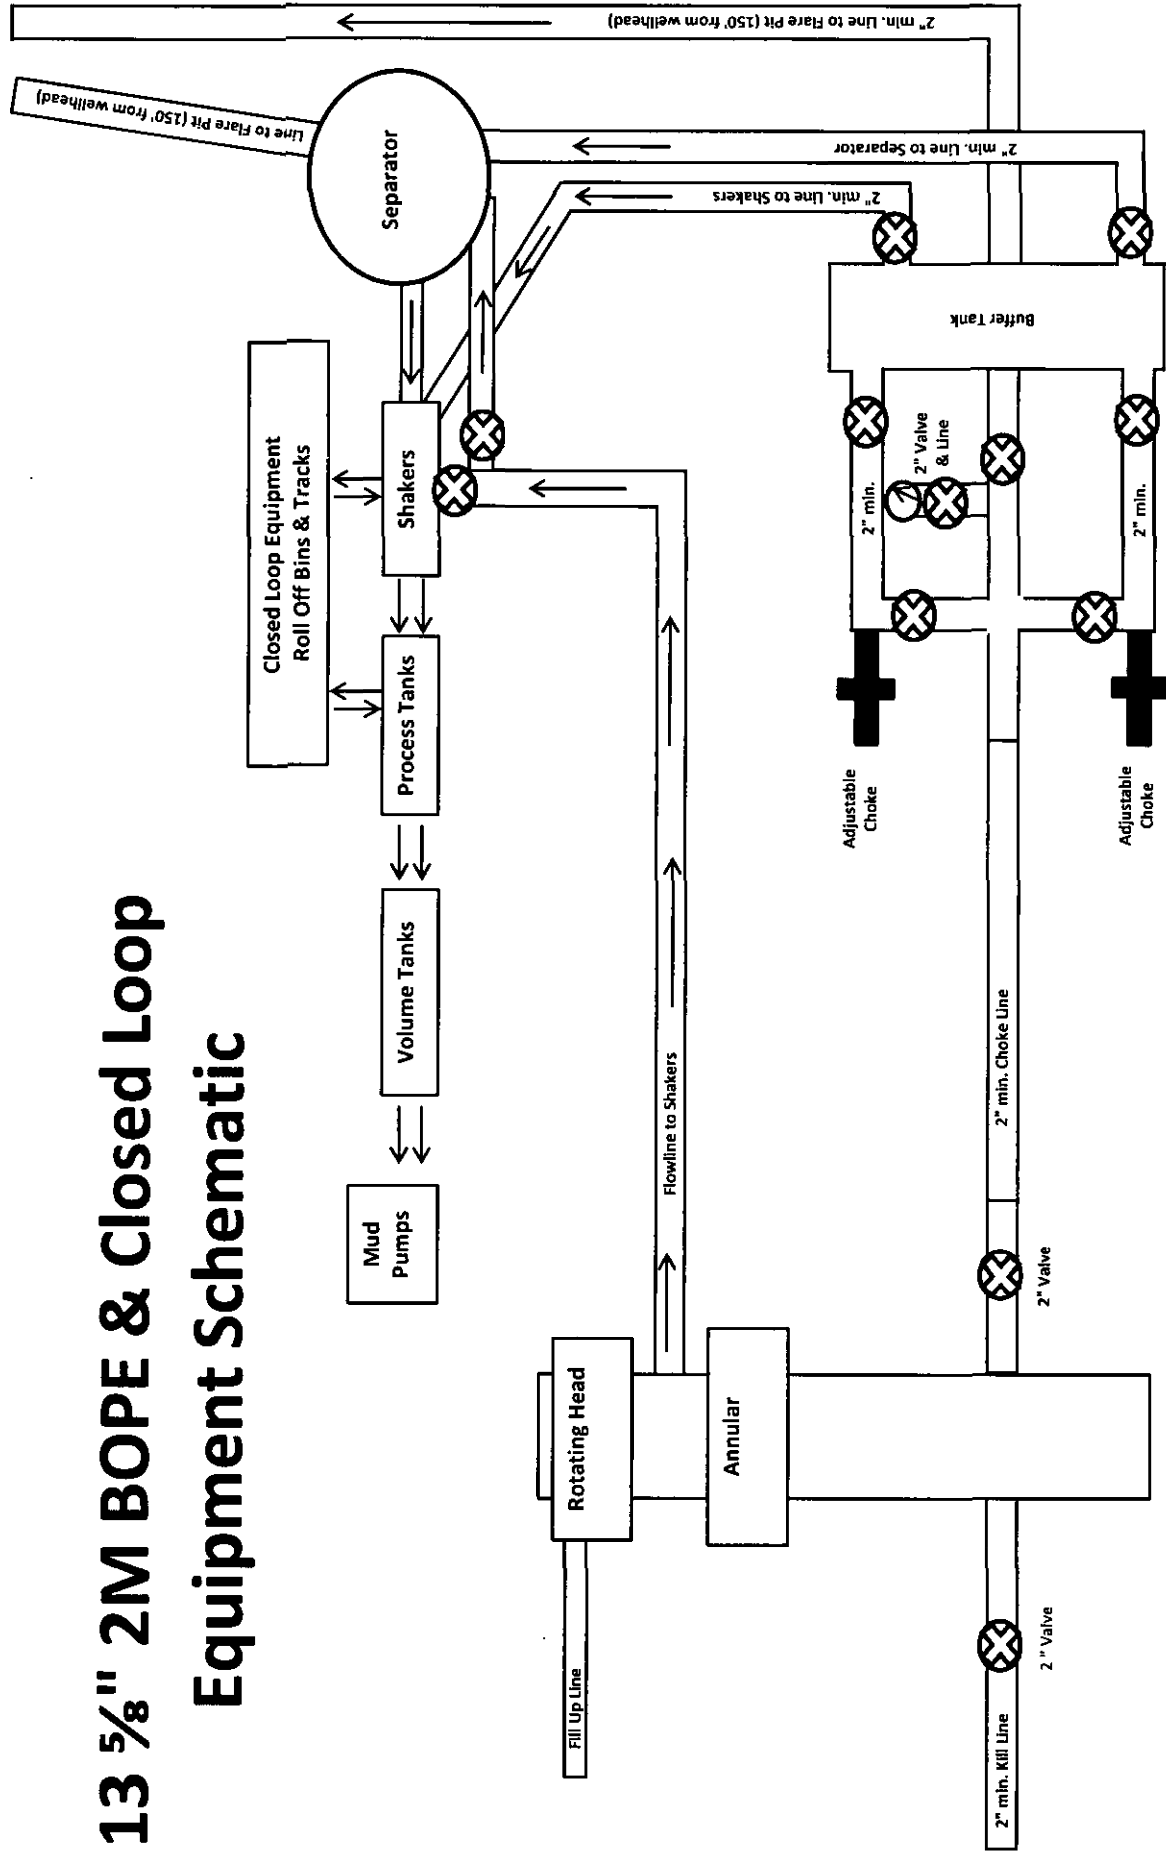 13 ⅝" 2M BOPE & Closed Loop
Equipment Schematic
Closed Loop Equipment
Roll Off Bins & Tracks
Mud
Pumps
Volume Tanks
Process Tanks
Shakers
Separator
Line to Flare Pit (150' from wellhead)
2" min. Line to Flare Pit (150' from wellhead)
Fill Up Line
Rotating Head
Flowline to Shakers
2" min. Line to Shakers
2" min. Line to Separator
Annular
Adjustable
Choke
2" min.
2" Valve
& Line
Buffer Tank
2" min. Kill Line
2 " Valve
2" Valve
2" min. Choke Line
Adjustable
Choke
2" min.